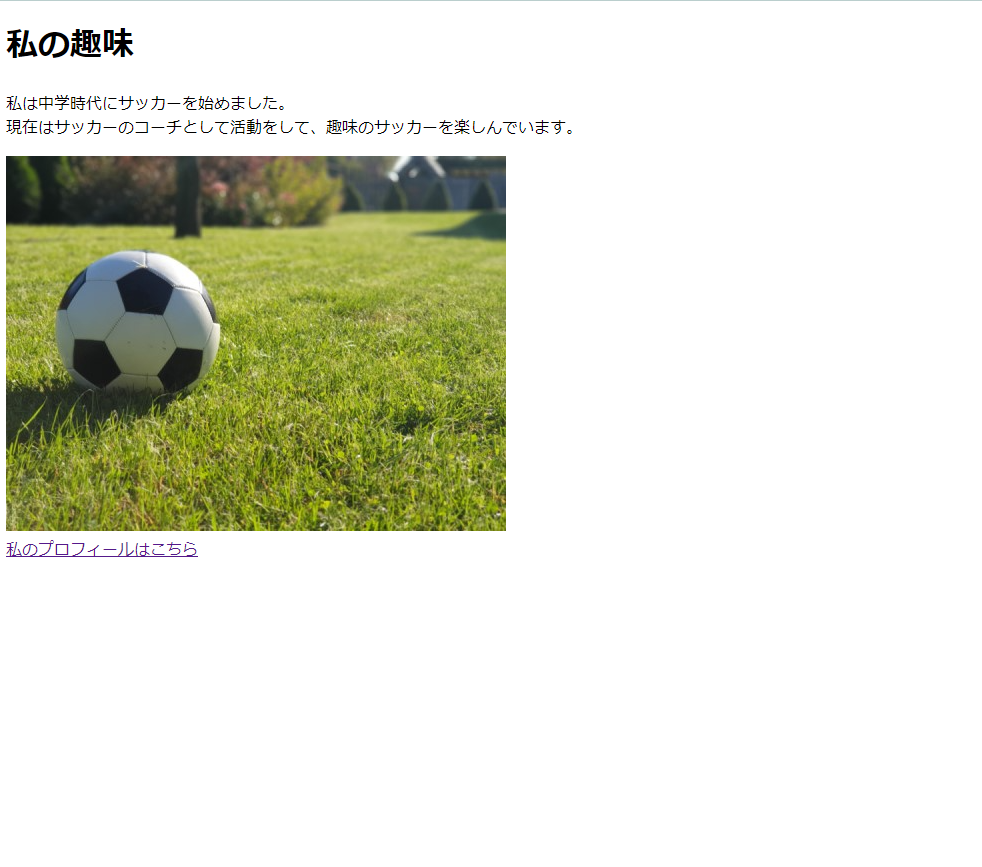 私の趣味
私は中学時代にサッカーを始めました。
現在はサッカーのコーチとして活動をして、趣味のサッカーを楽しんでいます。
私のプロフィールはこちら